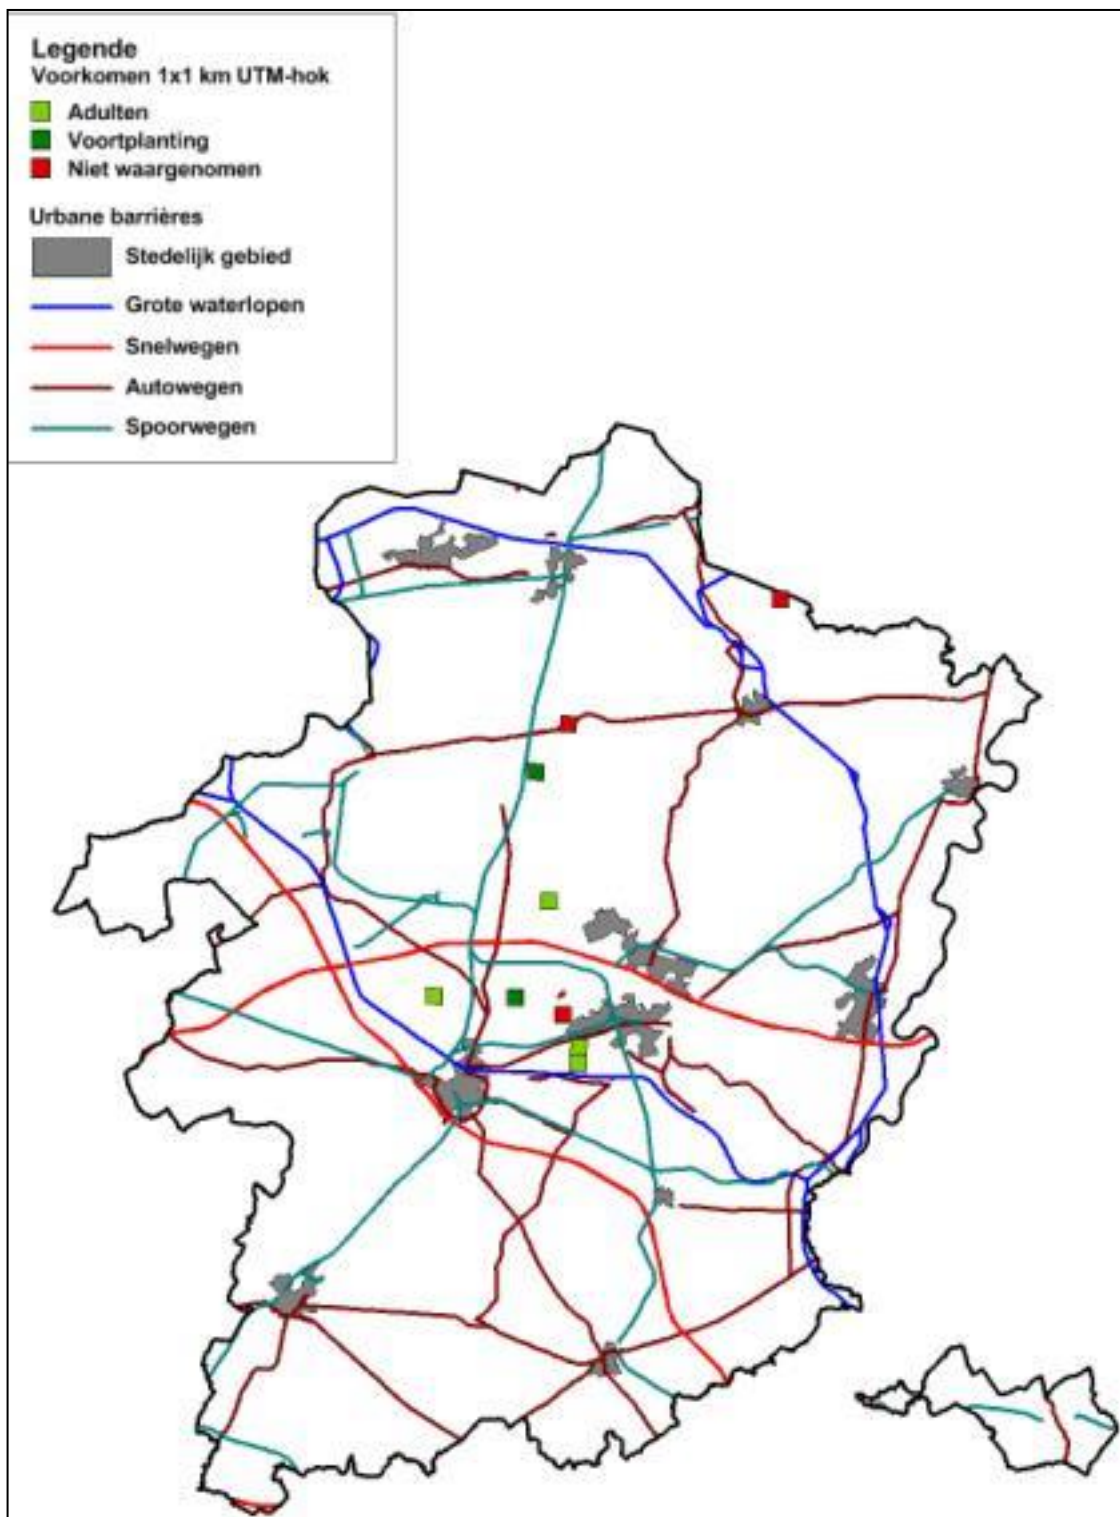 Legende
Voorkomen 1x1 km UTM-hok
Adulten
Voortplanting
Niet waargenomen
Urbane barrières
Stedelijk gebied
Grote waterlopen
Snelwegen
Autowegen
Spoorwegen